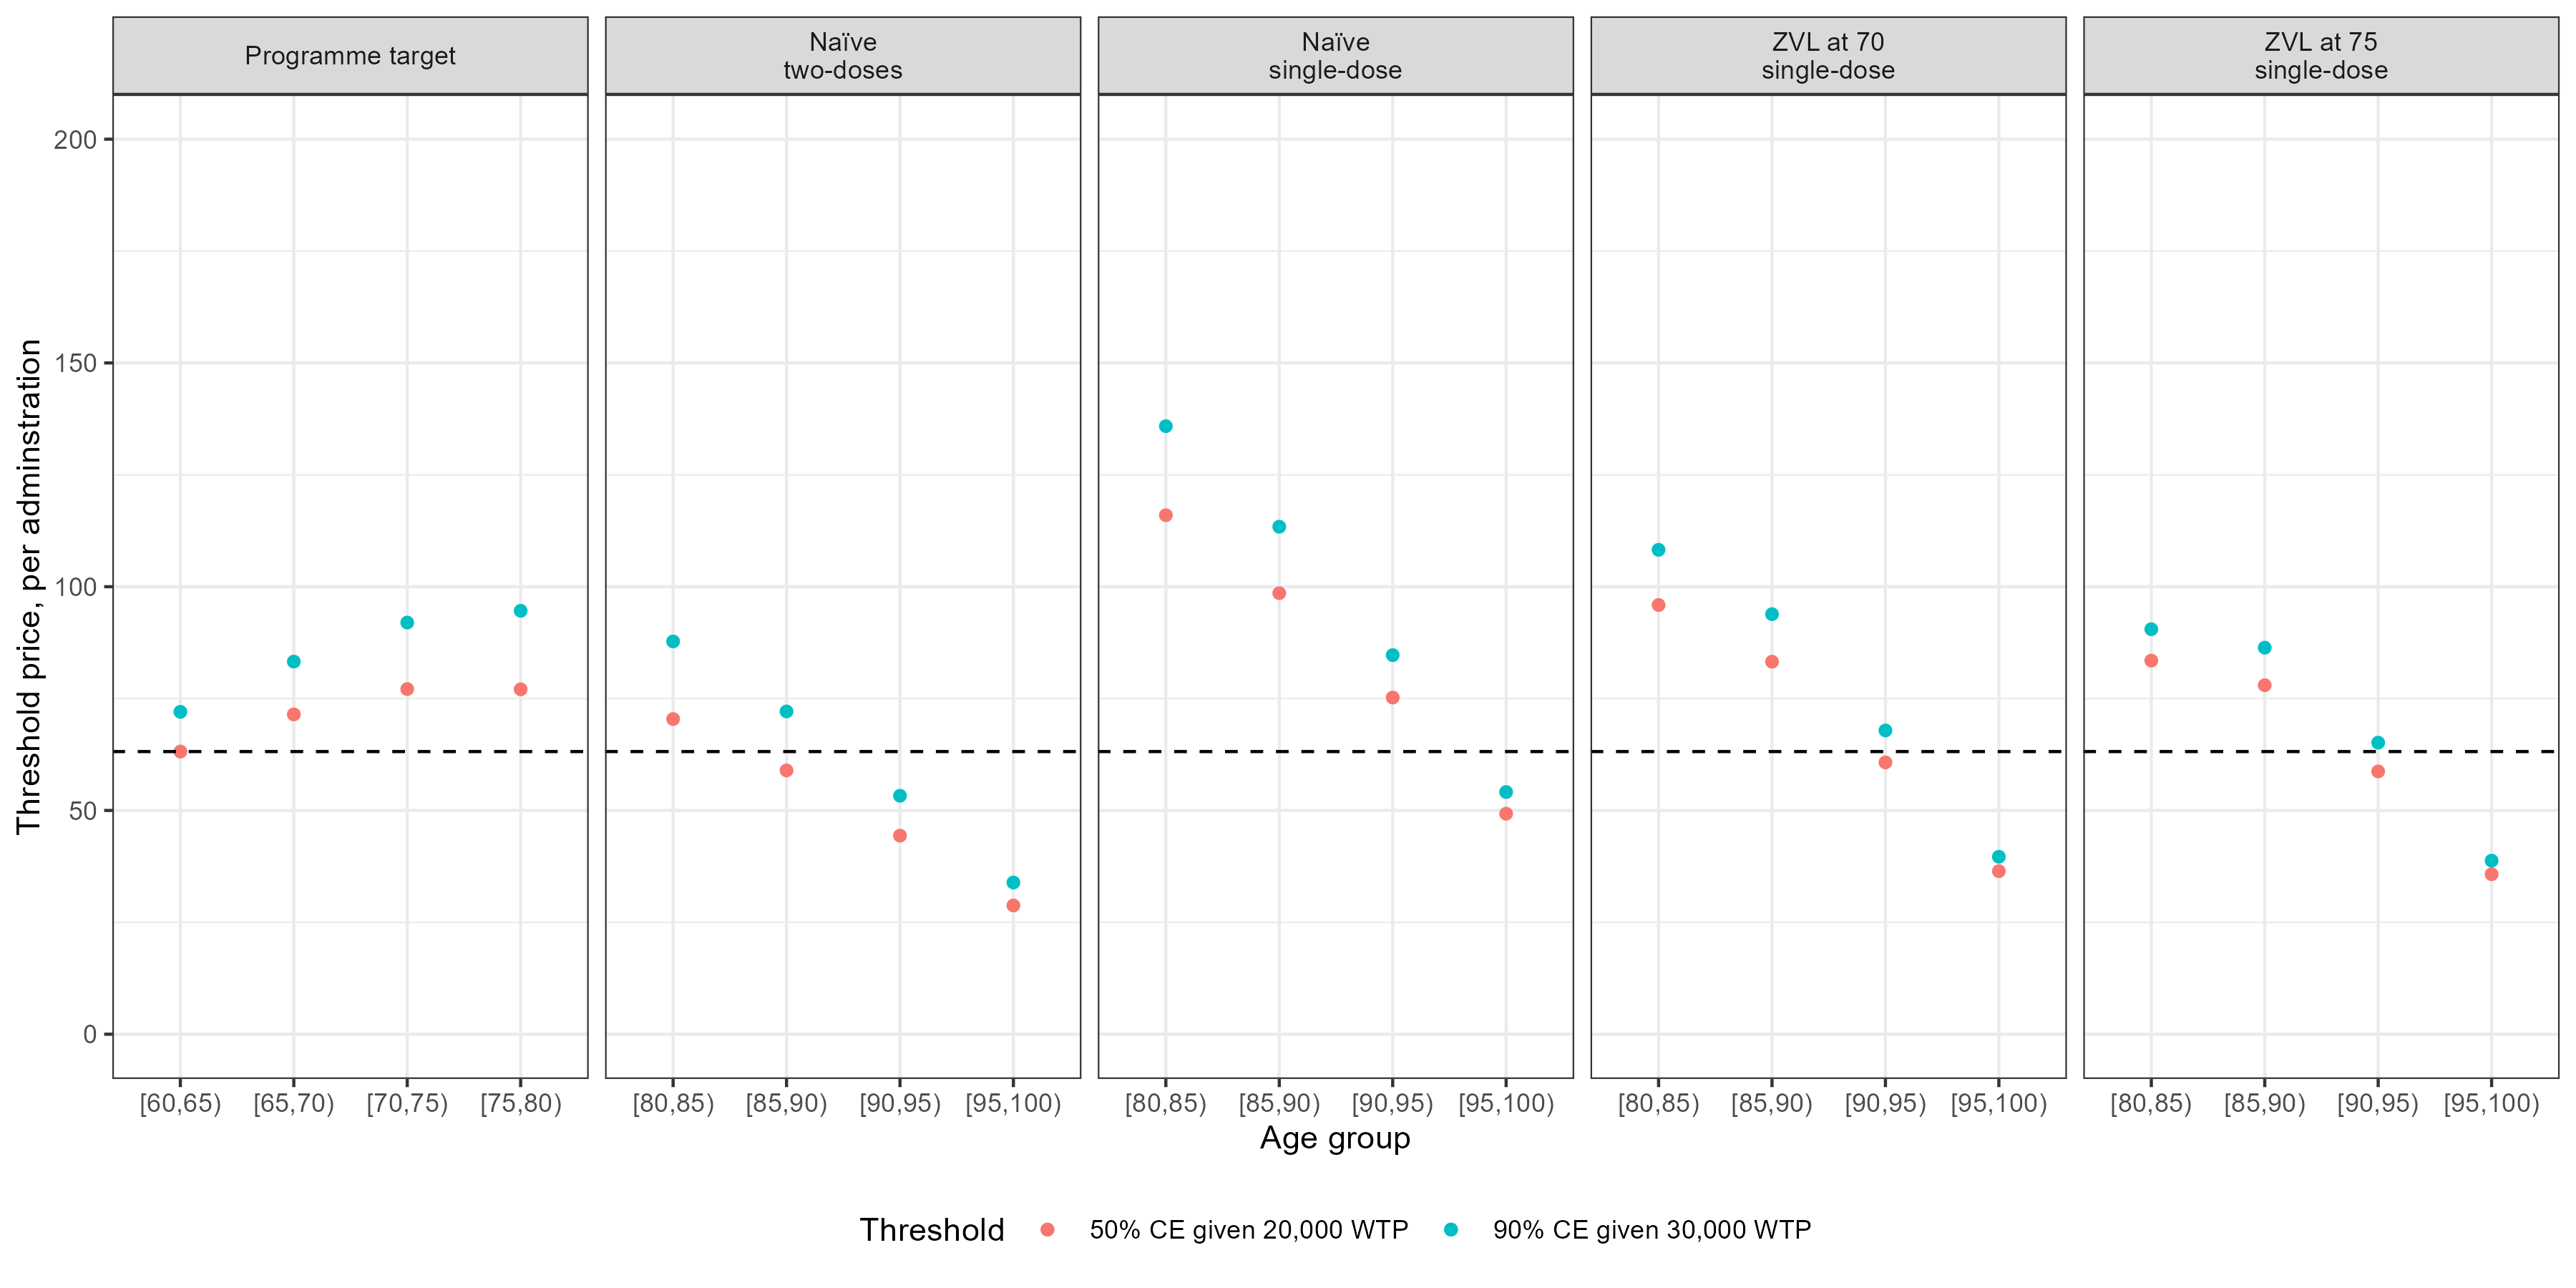 Programme target
Naïve
two-doses
Naïve
single-dose
ZVL at 70
single-dose
ZVL at 75
single-dose
Threshold price, per adminstration
200
150
100
50
0
[60,65) [65,70) [70,75) [75,80)
[80,85) [85,90) [90,95) [95,100)
[80,85) [85,90) [90,95) [95,100)
[80,85) [85,90) [90,95) [95,100)
[80,85) [85,90) [90,95) [95,100)
Age group
Threshold 50% CE given 20,000 WTP 90% CE given 30,000 WTP